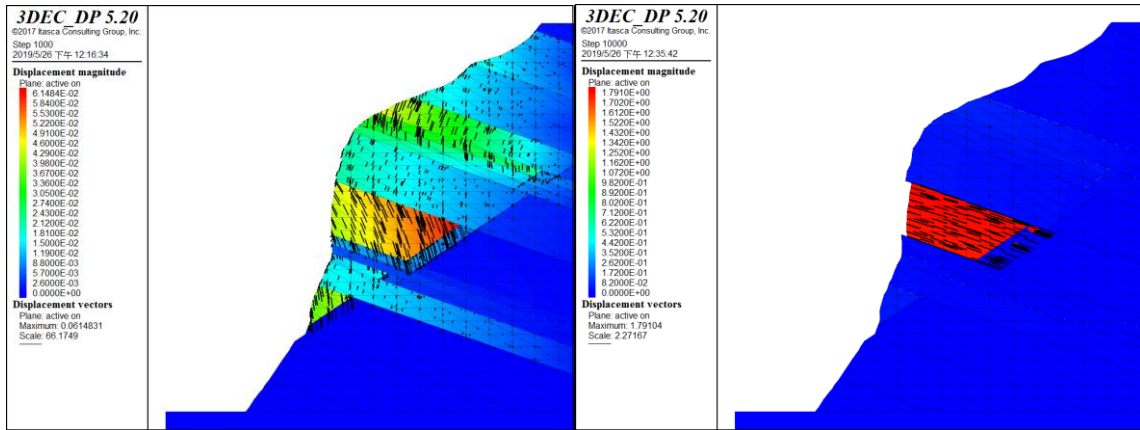 3DEC_DP 5.20
©2017 Itasca Consulting Group, Inc.
Step 1000
2019/5/26 下午 12:16:34
Displacement magnitude
Plane: active on
6.1484E-02
5.8400E-02
5.5300E-02
5.2200E-02
4.9100E-02
4.6000E-02
4.2900E-02
3.9800E-02
3.6700E-02
3.3600E-02
3.0500E-02
2.7400E-02
2.4300E-02
2.1200E-02
1.8100E-02
1.5000E-02
1.1900E-02
8.8000E-03
5.7000E-03
2.6000E-03
0.0000E+00
Displacement vectors
Plane: active on
Maximum: 0.0614831
Scale: 66.1749
3DEC_DP 5.20
©2017 Itasca Consulting Group, Inc.
Step 10000
2019/5/26 下午 12:35:42
Displacement magnitude
Plane: active on
1.7910E+00
1.7020E+00
1.6120E+00
1.5220E+00
1.4320E+00
1.3420E+00
1.2520E+00
1.1620E+00
1.0720E+00
9.8200E-01
8.9200E-01
8.0200E-01
7.1200E-01
6.2200E-01
5.3200E-01
4.4200E-01
3.5200E-01
2.6200E-01
1.7200E-01
8.2000E-02
0.0000E+00
Displacement vectors
Plane: active on
Maximum: 1.79104
Scale: 2.27167